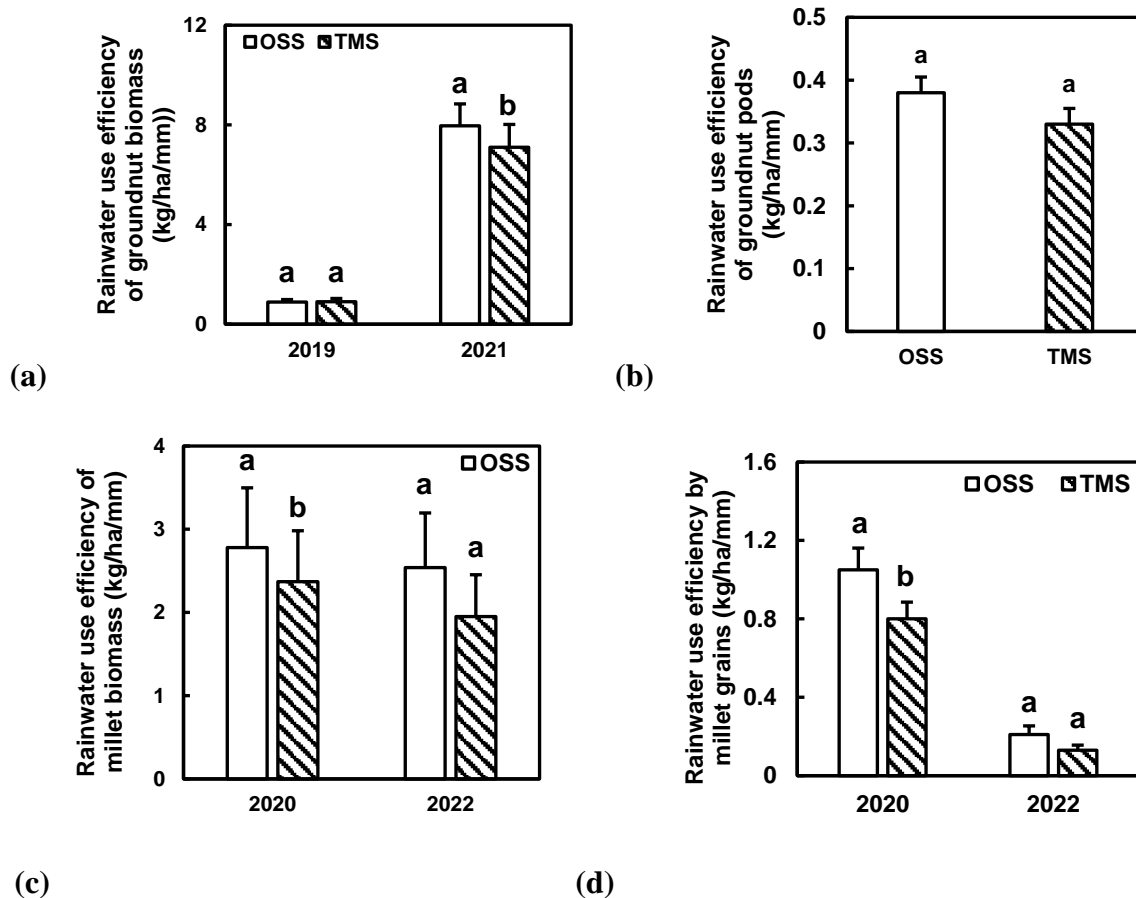 Rainwater use efficiency
of groundnut biomass
(kg/ha/mm))
12
8
4
0
OSS TMS
a
b
a a
2019 2021
(a)
Rainwater use efficiency
of groundnut pods
(kg/ha/mm)
0.5
0.4
0.3
0.2
0.1
0
a
a
OSS TMS
(b)
Rainwater use efficiency of
millet biomass (kg/ha/mm)
4
3
2
1
0
OSS
a
b
a
a
2020 2022
(c)
Rainwater use efficiency by
millet grains (kg/ha/mm)
1.6
1.2
0.8
0.4
0
OSS TMS
a
b
a a
2020 2022
(d)